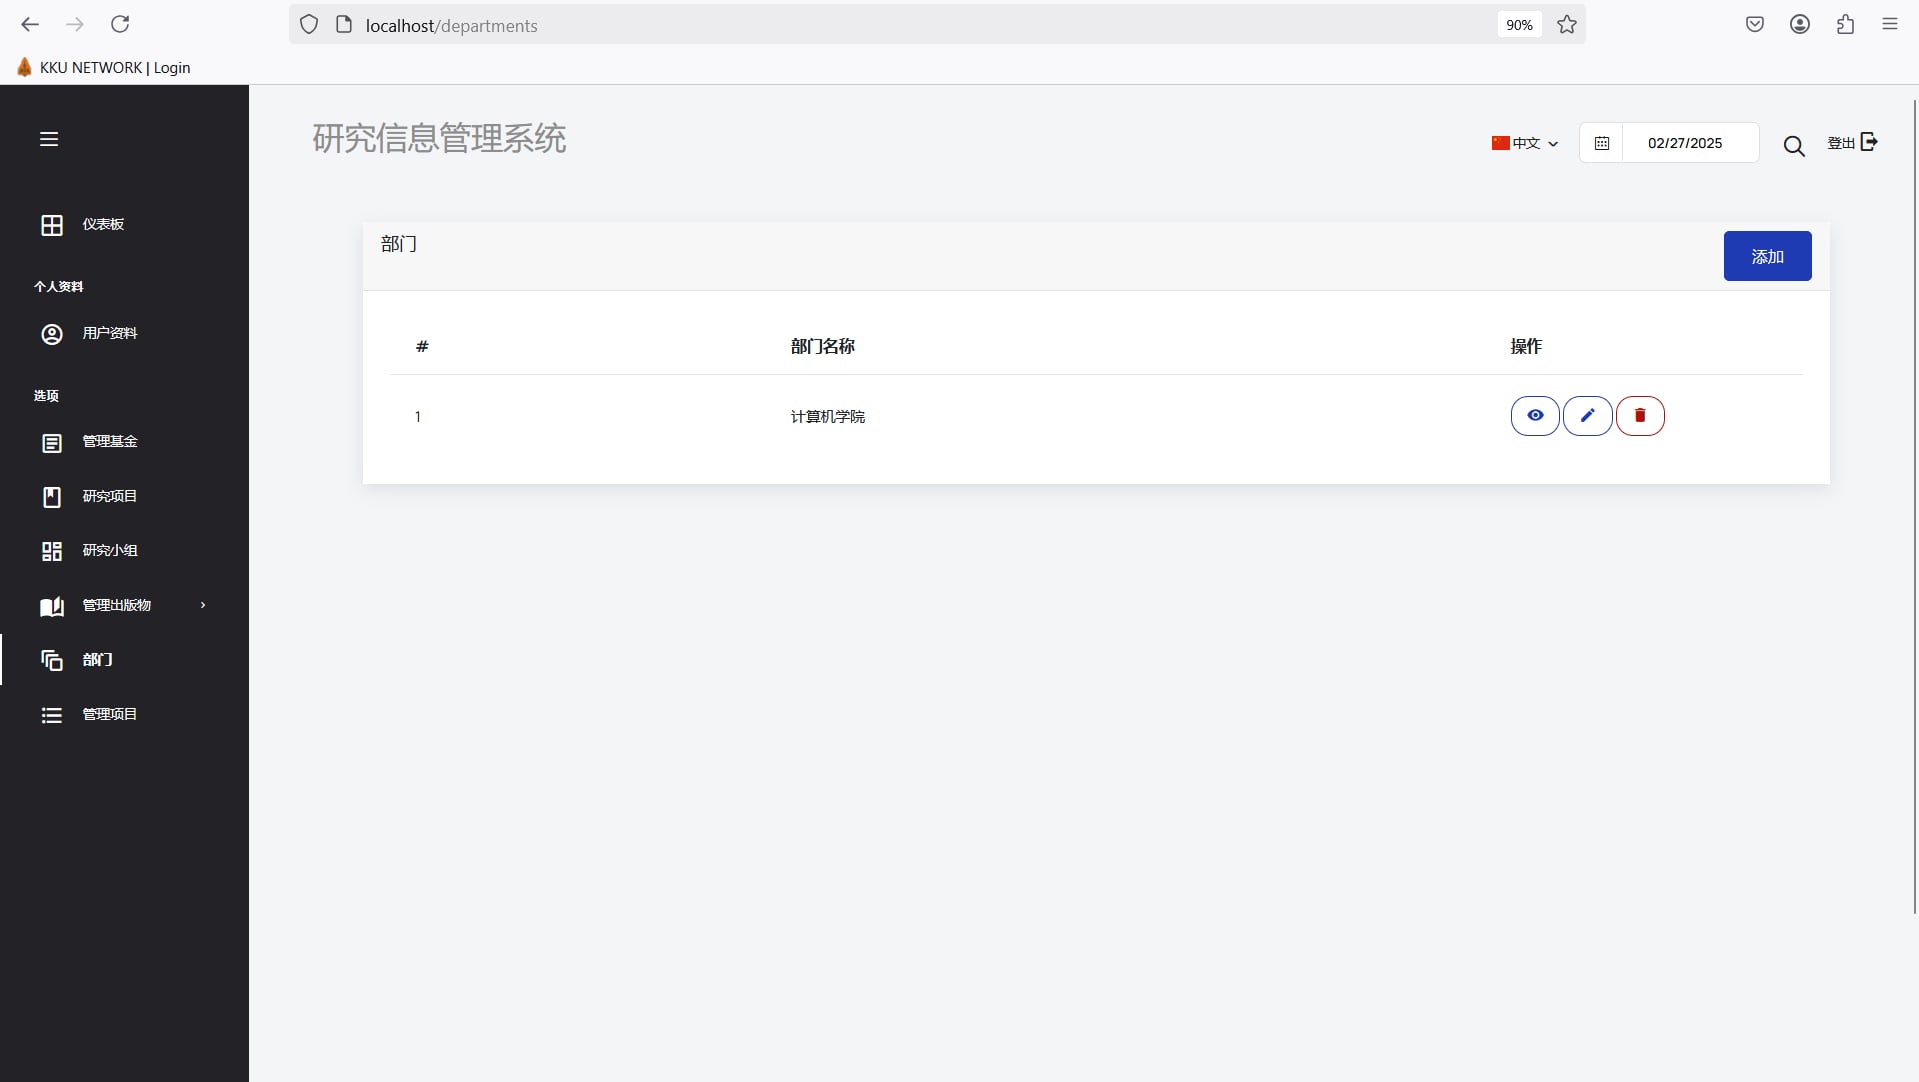 localhost/departments
90%
KKU NETWORK | Login
研究信息管理系统
中文
02/27/2025
登出
仪表板
个人资料
用户资料
选项
管理基金
研究项目
研究小组
管理出版物
部门
管理项目
部门
添加
# 部门名称 操作
1 计算机学院